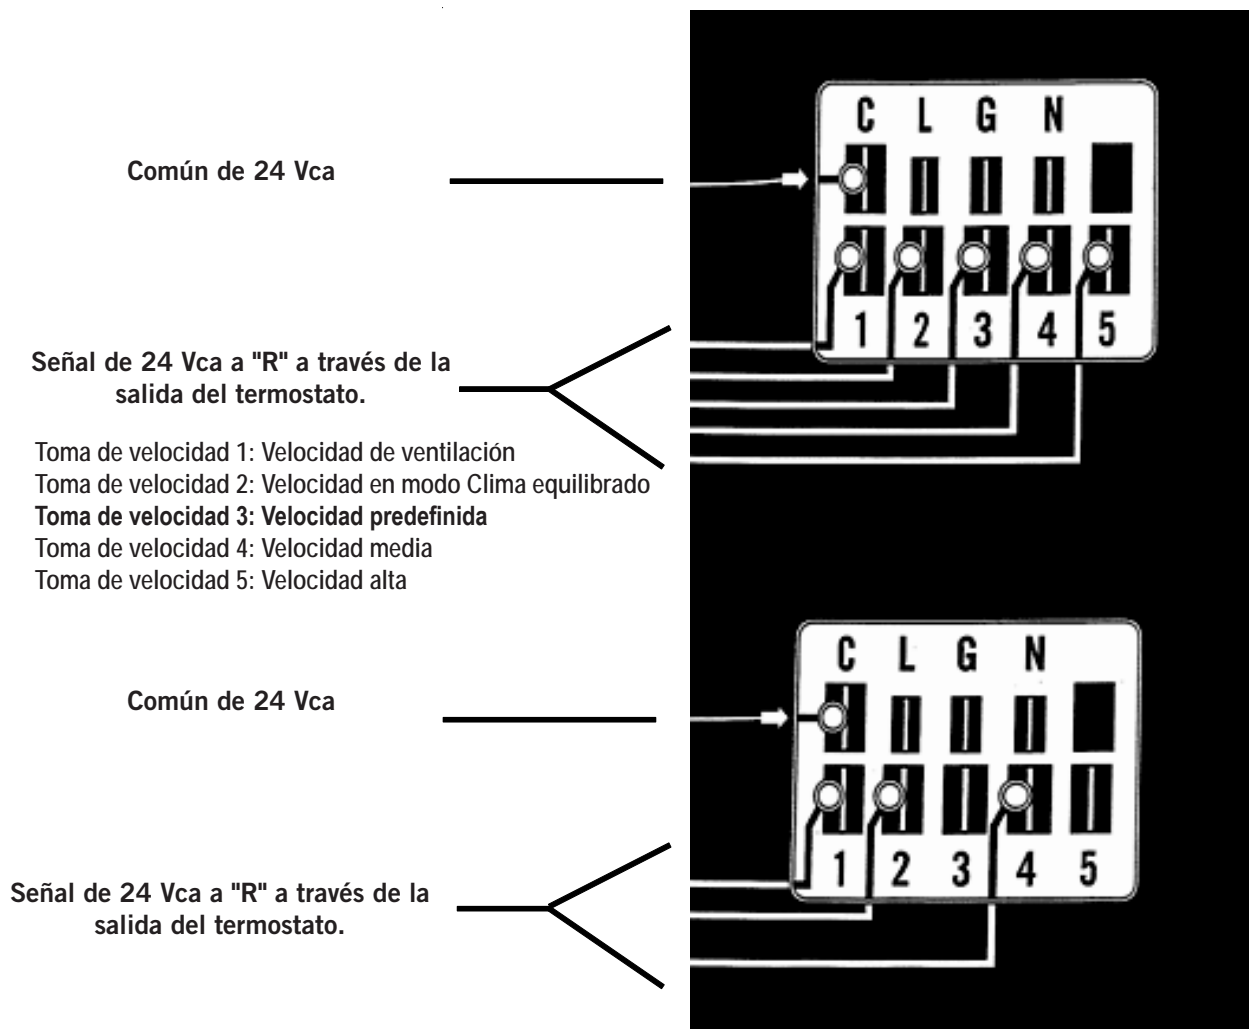 C L G N
Común de 24 Vca
1 2 3 4 5
Señal de 24 Vca a "R" a través de la
salida del termostato.
Toma de velocidad 1: Velocidad de ventilación
Toma de velocidad 2: Velocidad en modo Clima equilibrado
Toma de velocidad 3: Velocidad predefinida
Toma de velocidad 4: Velocidad media
Toma de velocidad 5: Velocidad alta
C L G N
Común de 24 Vca
1 2 3 4 5
Señal de 24 Vca a "R" a través de la
salida del termostato.